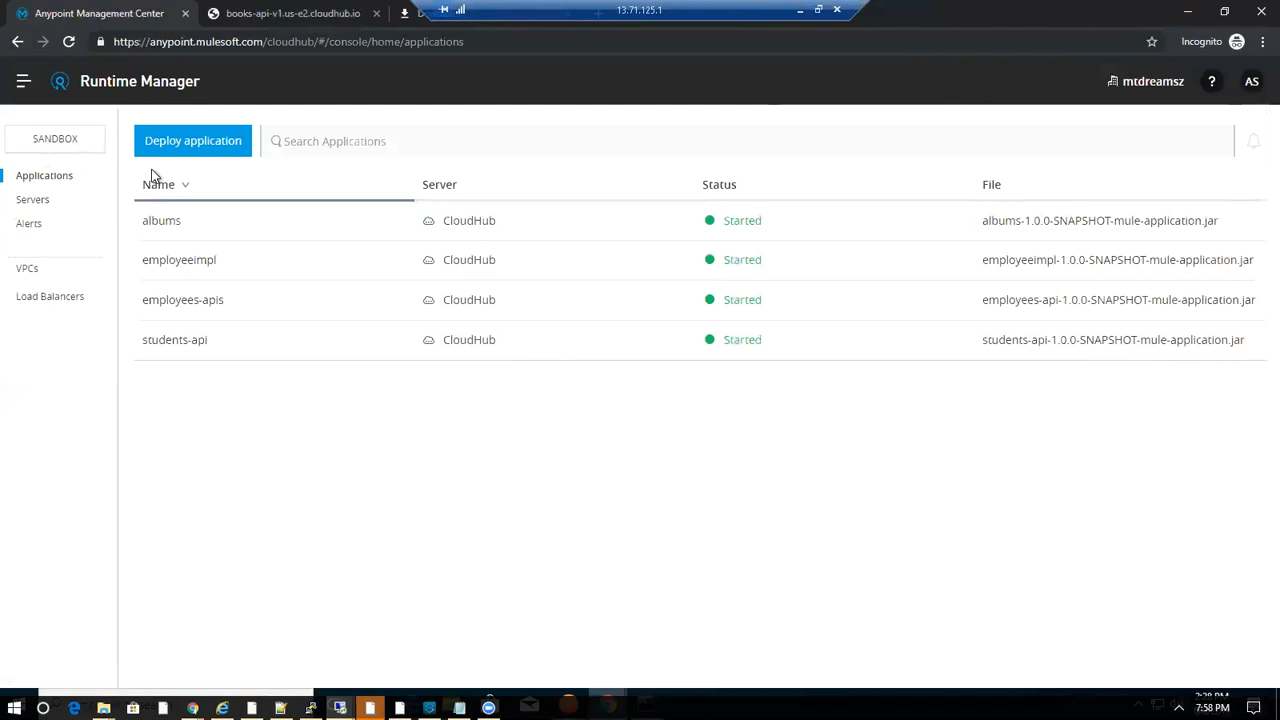 Anypoint Management Center
books-api-v1.us-e2.cloudhub.io
13.71.125.1
https://anypoint.mulesoft.com/cloudhub/#/console/home/applications
Incognito
Runtime Manager
mtdreamsz
?
AS
SANDBOX
Applications
Servers
Alerts
VPCs
Load Balancers
Deploy application
Search Applications
Name Server Status File
albums CloudHub Started albums-1.0.0-SNAPSHOT-mule-application.jar
employeeimpl CloudHub Started employeeimpl-1.0.0-SNAPSHOT-mule-application.jar
employees-apis CloudHub Started employees-api-1.0.0-SNAPSHOT-mule-application.jar
students-api CloudHub Started students-api-1.0.0-SNAPSHOT-mule-application.jar
7:58 PM